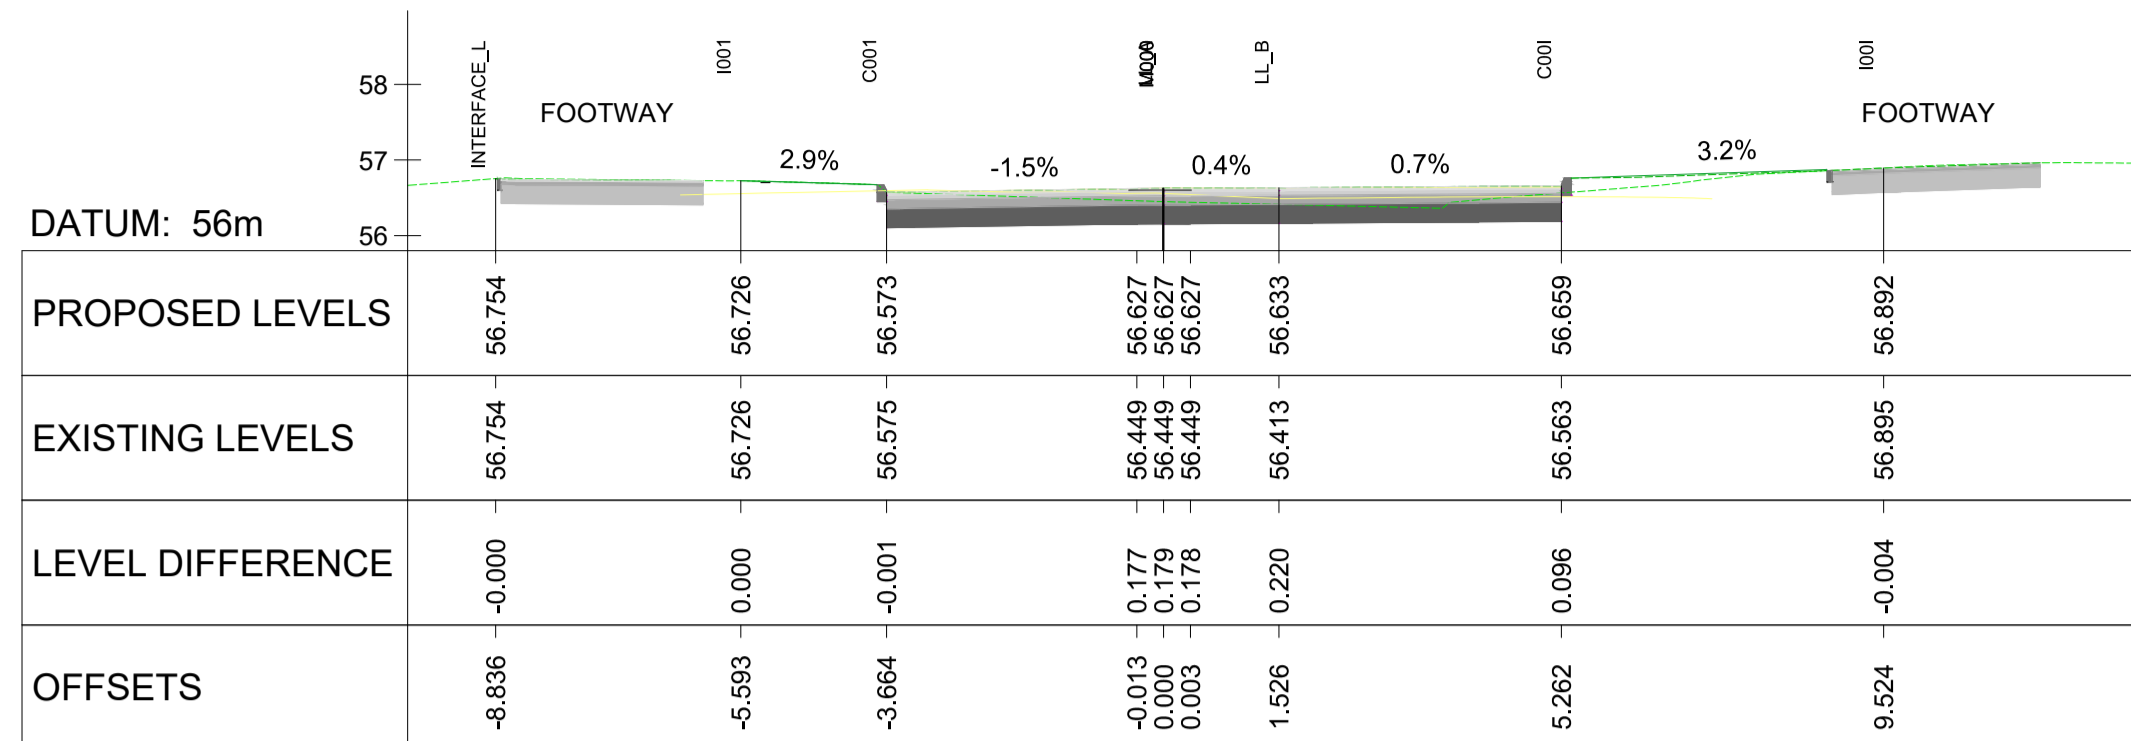 INTERFACE_L
I001
C001
M000
LL_B
C00I
I00I
58
57
56
FOOTWAY
FOOTWAY
2.9%
-1.5%
0.4%
0.7%
3.2%
DATUM: 56m
PROPOSED LEVELS
56.754 56.726 56.573 56.627 56.627 56.627 56.633 56.659 56.892
EXISTING LEVELS
56.754 56.726 56.575 56.449 56.449 56.449 56.413 56.563 56.895
LEVEL DIFFERENCE
-0.000 0.000 -0.001 0.177 0.179 0.178 0.220 0.096 -0.004
OFFSETS
-8.836 -5.593 -3.664 -0.013 0.000 0.003 1.526 5.262 9.524